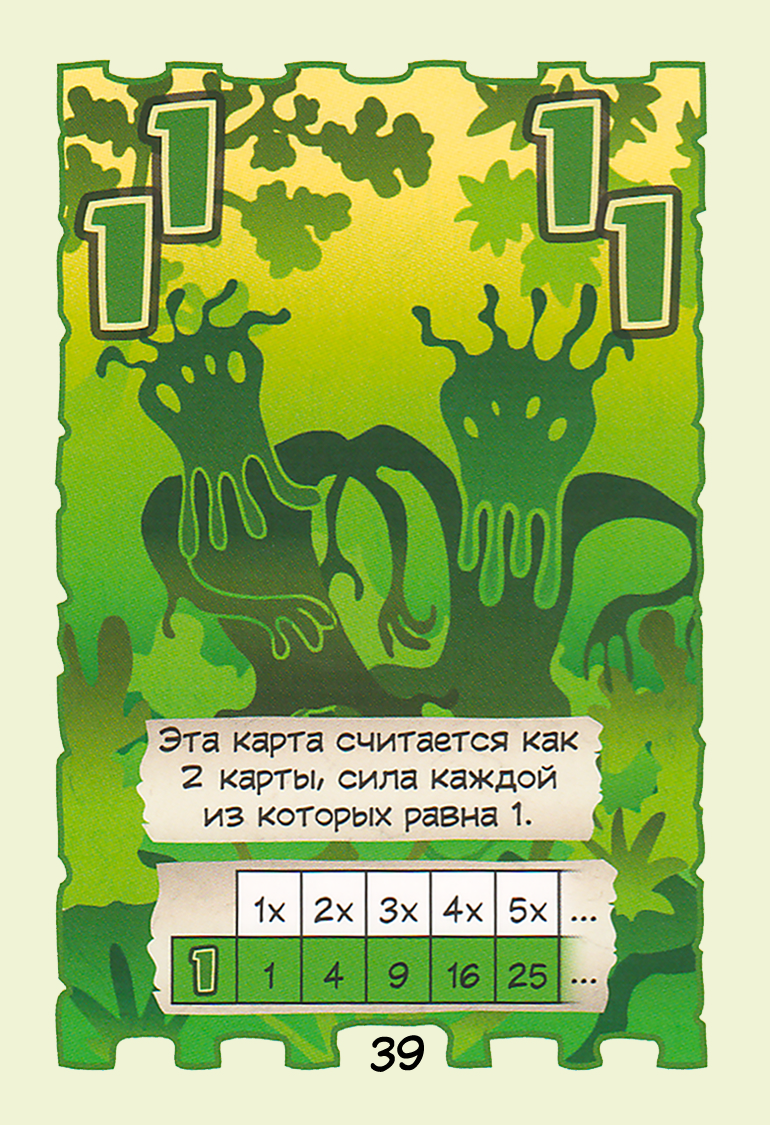 1 1
1 1
Эта карта считается как
2 карты, сила каждой
из которых равна 1.
1x 2x 3x 4x 5x ...
1 1 4 9 16 25 ...
39